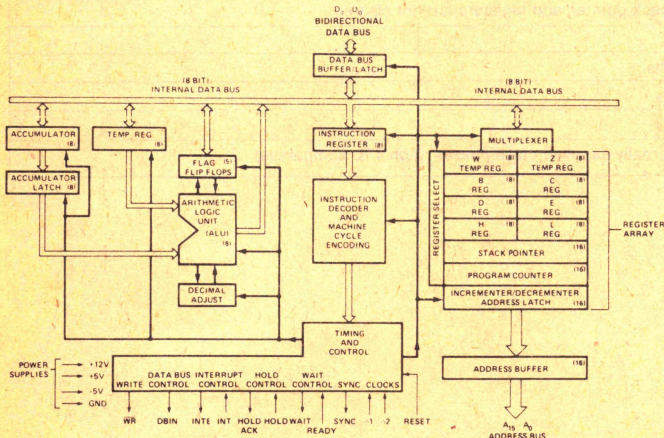 D7 D0
BIDIRECTIONAL
DATA BUS
DATA BUS
BUFFER/LATCH
(8 BIT)
INTERNAL DATA BUS
(8 BIT)
INTERNAL DATA BUS
ACCUMULATOR
(8)
TEMP REG.
(8)
ACCUMULATOR
LATCH (8)
FLAG (5)
FLIP FLOPS
ARITHMETIC
LOGIC
UNIT
(ALU)
(8)
DECIMAL
ADJUST
INSTRUCTION
REGISTER (8)
INSTRUCTION
DECODER
AND
MACHINE
CYCLE
ENCODING
MULTIPLEXER
REGISTER SELECT
W (8)
TEMP REG.
Z (8)
TEMP REG.
B (8)
REG.
C (8)
REG.
D (8)
REG.
E (8)
REG.
H (8)
REG.
L (8)
REG.
STACK POINTER (16)
PROGRAM COUNTER (16)
INCREMENTER/DECREMENTER
ADDRESS LATCH (16)
REGISTER
ARRAY
TIMING
AND
CONTROL
DATA BUS INTERRUPT HOLD WAIT
WRITE CONTROL CONTROL CONTROL CONTROL SYNC CLOCKS
POWER
SUPPLIES
+12V
+5V
-5V
GND
WR DBIN INTE INT HOLD HOLD WAIT SYNC 1 2 RESET
ACK READY
ADDRESS BUFFER (16)
A15 A0
ADDRESS BUS